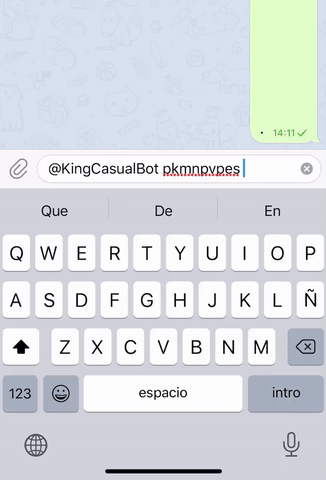 14:11
@KingCasualBot pkmnpvpes
Que De En
Q W E R T Y U I O P
A S D F G H J K L Ñ
Z X C V B N M
123 espacio intro